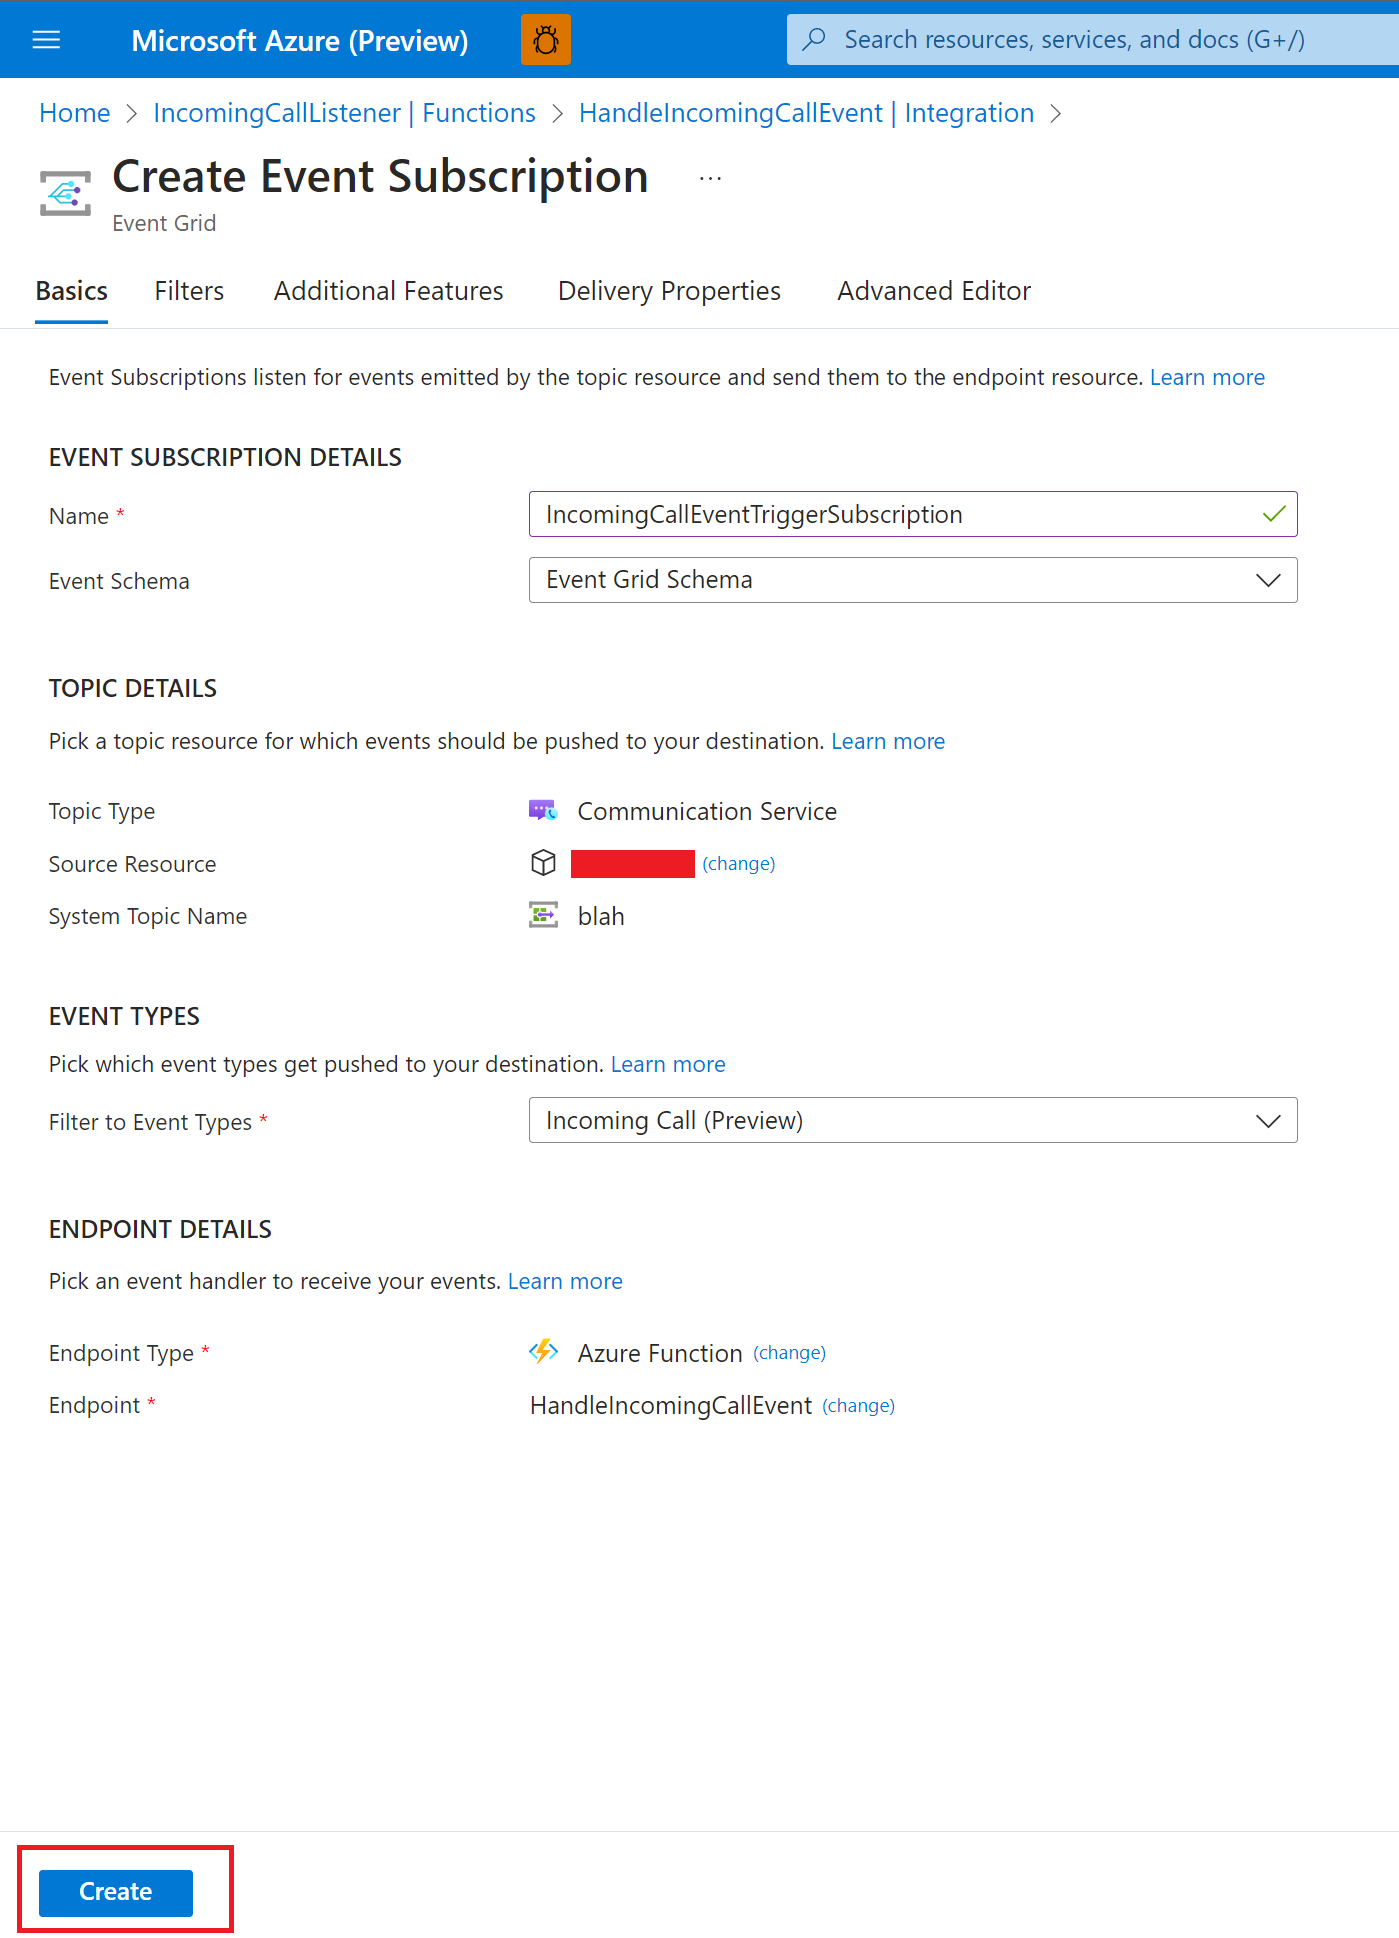 Microsoft Azure (Preview)
Search resources, services, and docs (G+/)
Home > IncomingCallListener | Functions > HandleIncomingCallEvent | Integration >
Create Event Subscription ...
Event Grid
Basics Filters Additional Features Delivery Properties Advanced Editor
Event Subscriptions listen for events emitted by the topic resource and send them to the endpoint resource. Learn more
EVENT SUBSCRIPTION DETAILS
Name * IncomingCallEventTriggerSubscription
Event Schema Event Grid Schema
TOPIC DETAILS
Pick a topic resource for which events should be pushed to your destination. Learn more
Topic Type Communication Service
Source Resource (change)
System Topic Name blah
EVENT TYPES
Pick which event types get pushed to your destination. Learn more
Filter to Event Types * Incoming Call (Preview)
ENDPOINT DETAILS
Pick an event handler to receive your events. Learn more
Endpoint Type * Azure Function (change)
Endpoint * HandleIncomingCallEvent (change)
Create